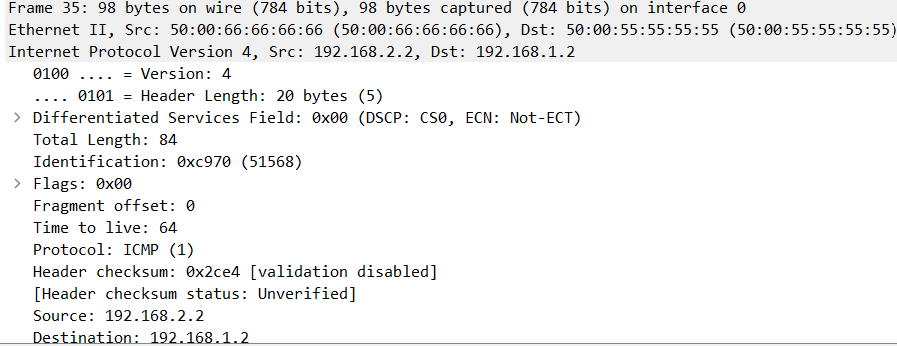 Frame 35: 98 bytes on wire (784 bits), 98 bytes captured (784 bits) on interface 0
Ethernet II, Src: 50:00:66:66:66:66 (50:00:66:66:66:66), Dst: 50:00:55:55:55:55 (50:00:55:55:55:55)
Internet Protocol Version 4, Src: 192.168.2.2, Dst: 192.168.1.2
0100 .... = Version: 4
.... 0101 = Header Length: 20 bytes (5)
> Differentiated Services Field: 0x00 (DSCP: CS0, ECN: Not-ECT)
Total Length: 84
Identification: 0xc970 (51568)
> Flags: 0x00
Fragment offset: 0
Time to live: 64
Protocol: ICMP (1)
Header checksum: 0x2ce4 [validation disabled]
[Header checksum status: Unverified]
Source: 192.168.2.2
Destination: 192.168.1.2